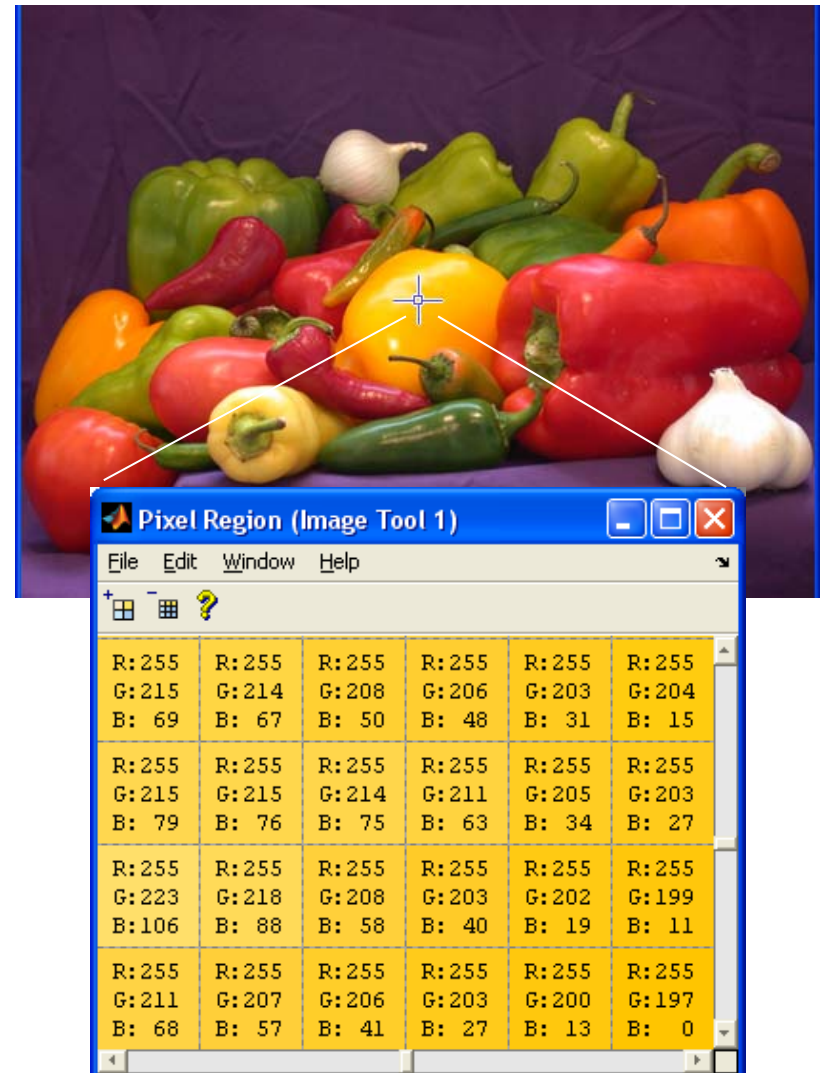 Pixel Region (Image Tool 1)
File Edit Window Help
R:255 R:255 R:255 R:255 R:255 R:255
G:215 G:214 G:208 G:206 G:203 G:204
B: 69 B: 67 B: 50 B: 48 B: 31 B: 15
R:255 R:255 R:255 R:255 R:255 R:255
G:215 G:215 G:214 G:211 G:205 G:203
B: 79 B: 76 B: 75 B: 63 B: 34 B: 27
R:255 R:255 R:255 R:255 R:255 R:255
G:223 G:218 G:208 G:203 G:202 G:199
B:106 B: 88 B: 58 B: 40 B: 19 B: 11
R:255 R:255 R:255 R:255 R:255 R:255
G:211 G:207 G:206 G:203 G:200 G:197
B: 68 B: 57 B: 41 B: 27 B: 13 B: 0